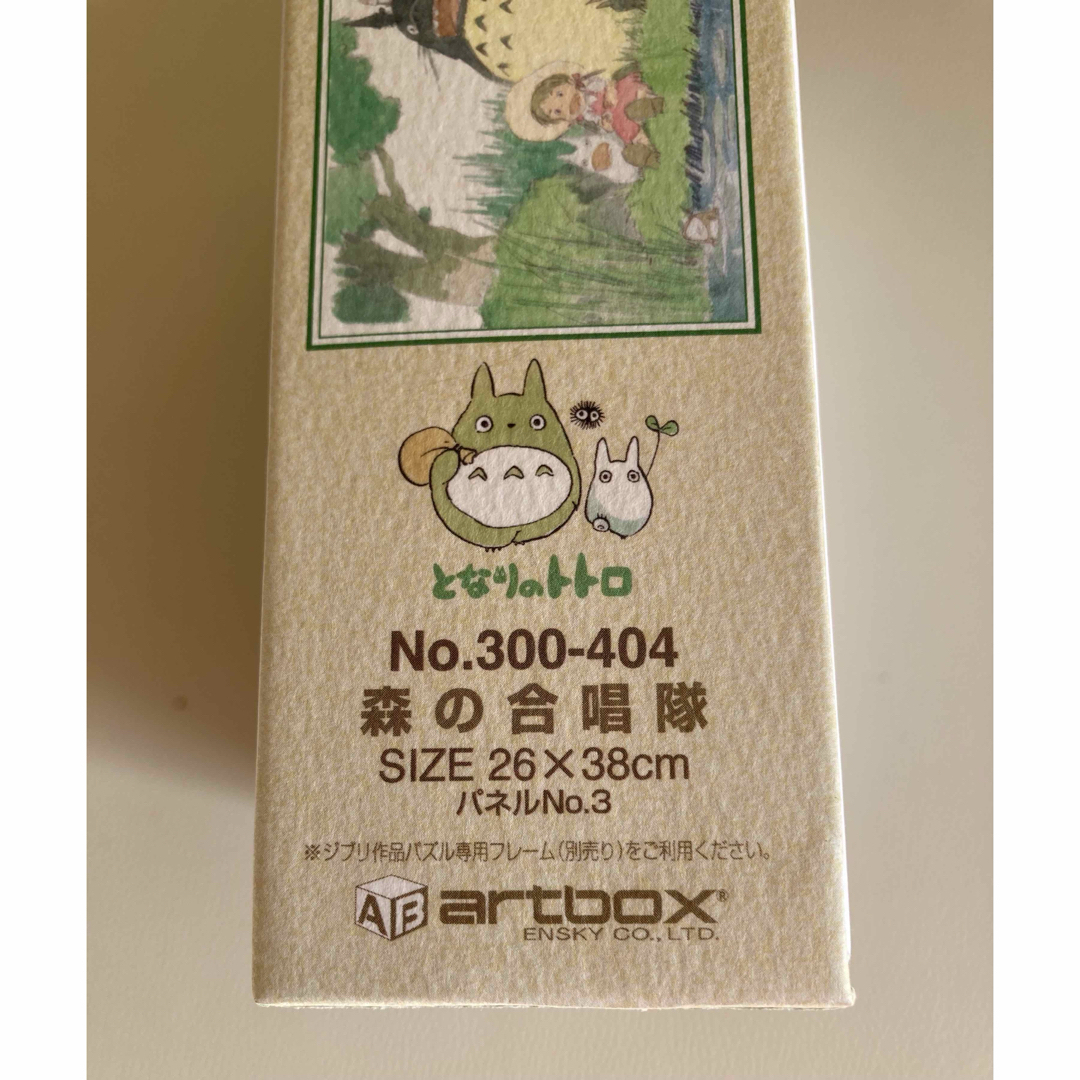 となりのトトロ
No.300-404
森の合唱隊
SIZE 26×38cm
パネルNo.3
※ジブリ作品パズル専用フレーム(別売り)をご利用ください。
AB artbox®
ENSKY CO., LTD.